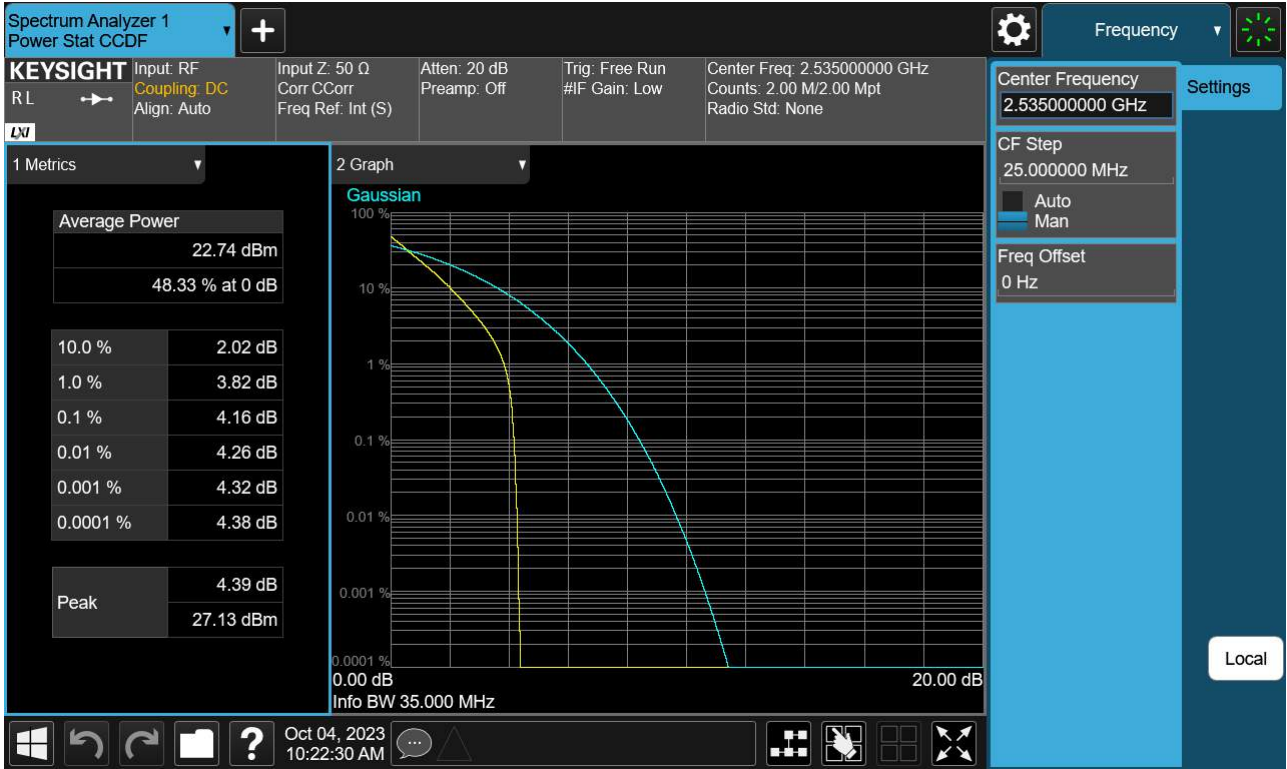 Spectrum Analyzer 1
Power Stat CCDF
+
Frequency
KEYSIGHT
RL
LXI
Input: RF
Coupling: DC
Align: Auto
Input Z: 50 Ω
Corr CCorr
Freq Ref: Int (S)
Atten: 20 dB
Preamp: Off
Trig: Free Run
#IF Gain: Low
Center Freq: 2.535000000 GHz
Counts: 2.00 M/2.00 Mpt
Radio Std: None
1 Metrics
Average Power
22.74 dBm
48.33 % at 0 dB
10.0 % 2.02 dB
1.0 % 3.82 dB
0.1 % 4.16 dB
0.01 % 4.26 dB
0.001 % 4.32 dB
0.0001 % 4.38 dB
Peak
4.39 dB
27.13 dBm
2 Graph
Gaussian
100 %
10 %
1 %
0.1 %
0.01 %
0.001 %
0.0001 %
0.00 dB 20.00 dB
Info BW 35.000 MHz
Center Frequency
2.535000000 GHz
CF Step
25.000000 MHz
Auto
Man
Freq Offset
0 Hz
Settings
Local
?
Oct 04, 2023
10:22:30 AM